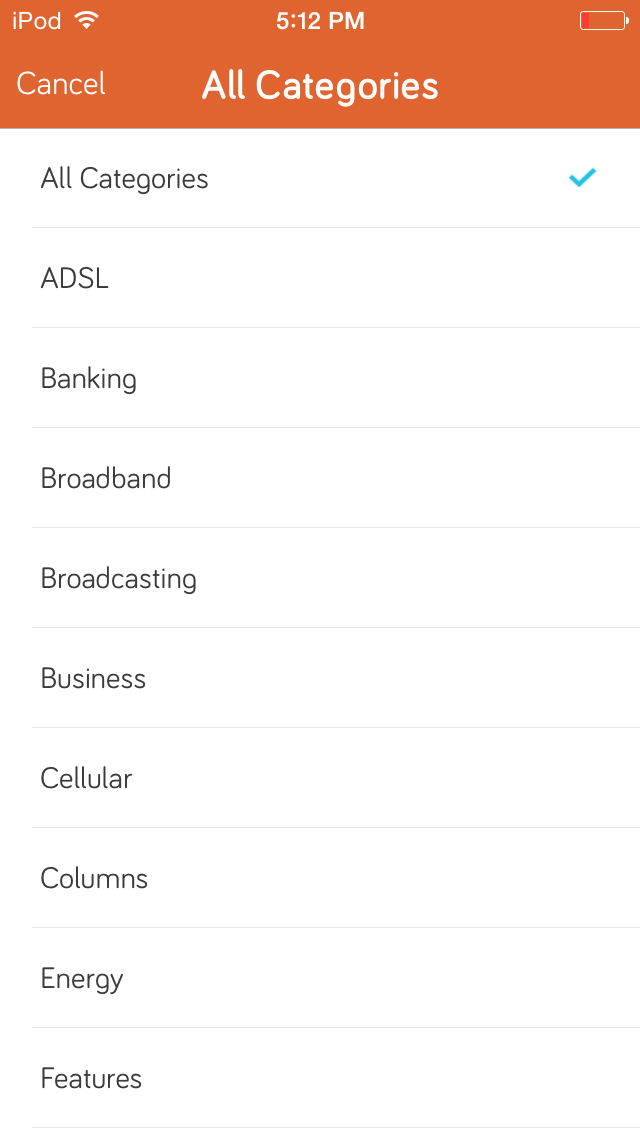 iPod 5:12 PM
Cancel All Categories
All Categories
ADSL
Banking
Broadband
Broadcasting
Business
Cellular
Columns
Energy
Features